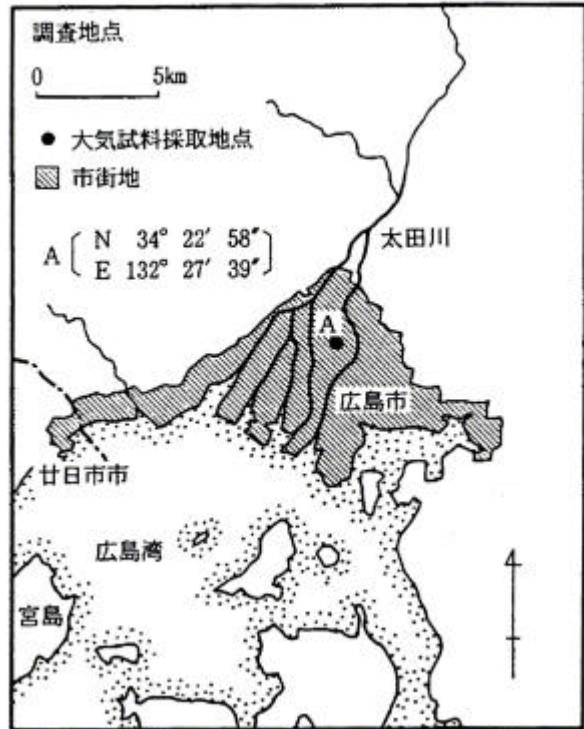 調査地点
0 5km
● 大気試料採取地点
市街地
A ( N 34° 22′ 58″
E 132° 27′ 39″ )
太田川
A
広島市
廿日市市
広島湾
宮島